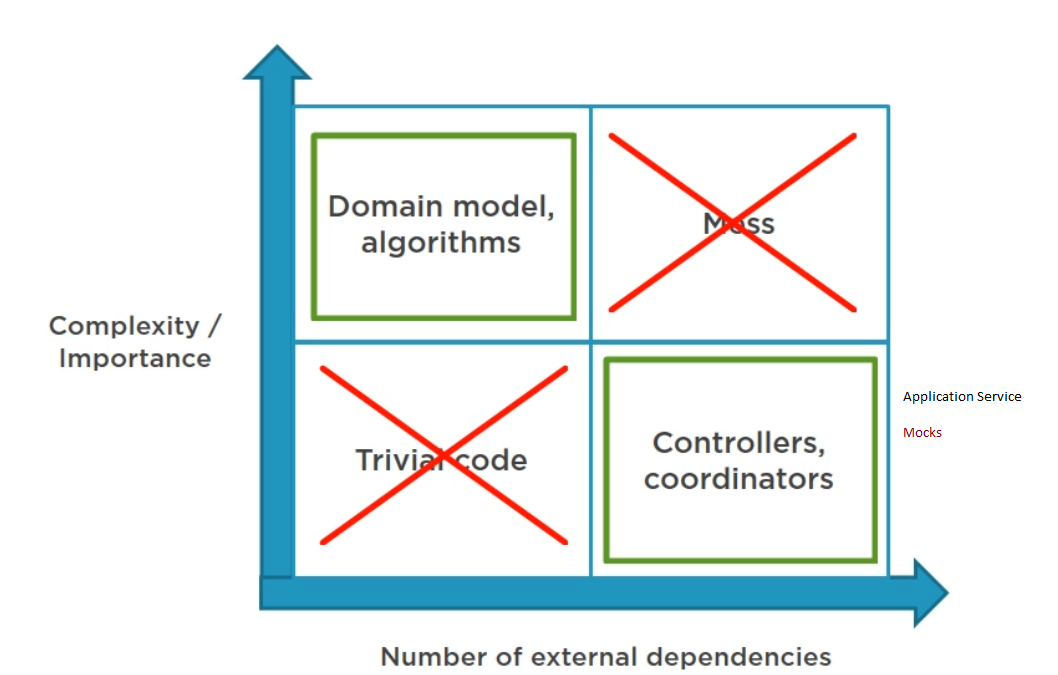 Domain model,
algorithms
Mess
Complexity /
Importance
Trivial code
Controllers,
coordinators
Application Service
Mocks
Number of external dependencies